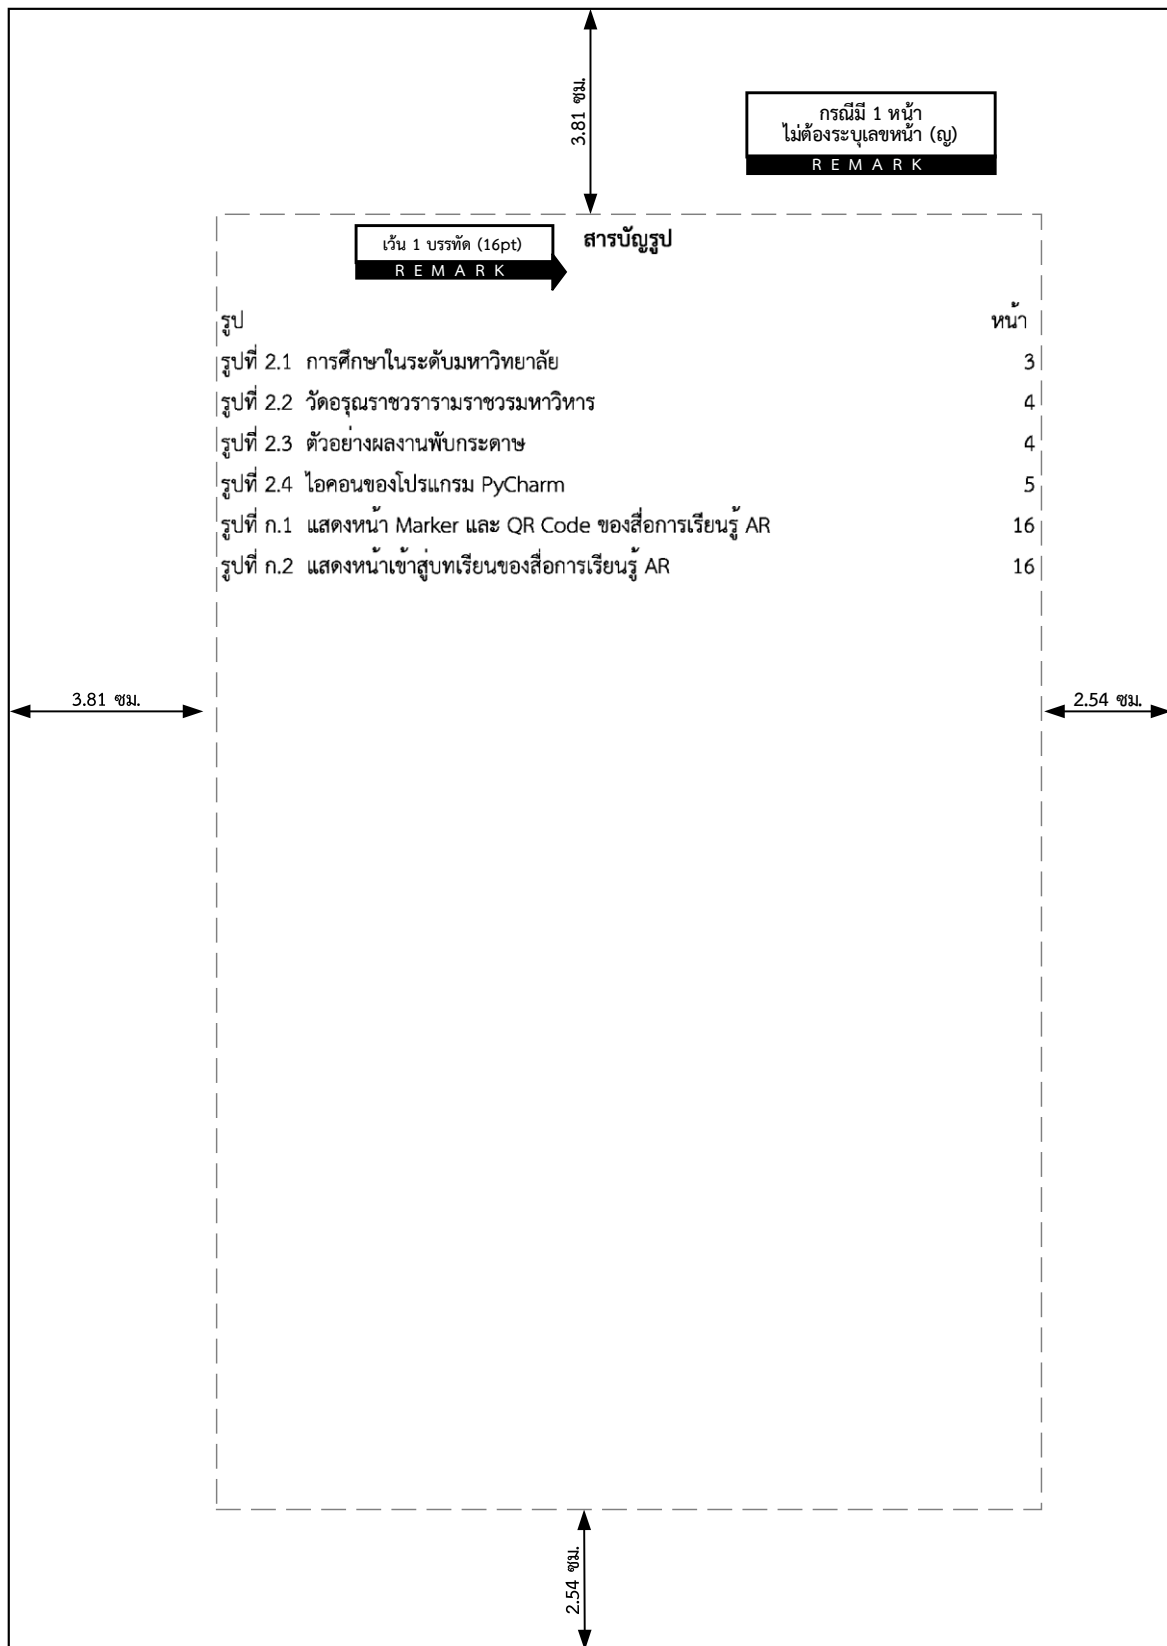 3.81 ซม.
กรณีมี 1 หน้า
ไม่ต้องระบุเลขหน้า (ญ)
REMARK
สารบัญรูป
เว้น 1 บรรทัด (16pt)
REMARK
รูป หน้า
รูปที่ 2.1 การศึกษาในระดับมหาวิทยาลัย 3
รูปที่ 2.2 วัดอรุณราชวรารามราชวรมหาวิหาร 4
รูปที่ 2.3 ตัวอย่างผลงานพับกระดาษ 4
รูปที่ 2.4 ไอคอนของโปรแกรม PyCharm 5
รูปที่ ก.1 แสดงหน้า Marker และ QR Code ของสื่อการเรียนรู้ AR 16
รูปที่ ก.2 แสดงหน้าเข้าสู่บทเรียนของสื่อการเรียนรู้ AR 16
3.81 ซม.
2.54 ซม.
2.54 ซม.